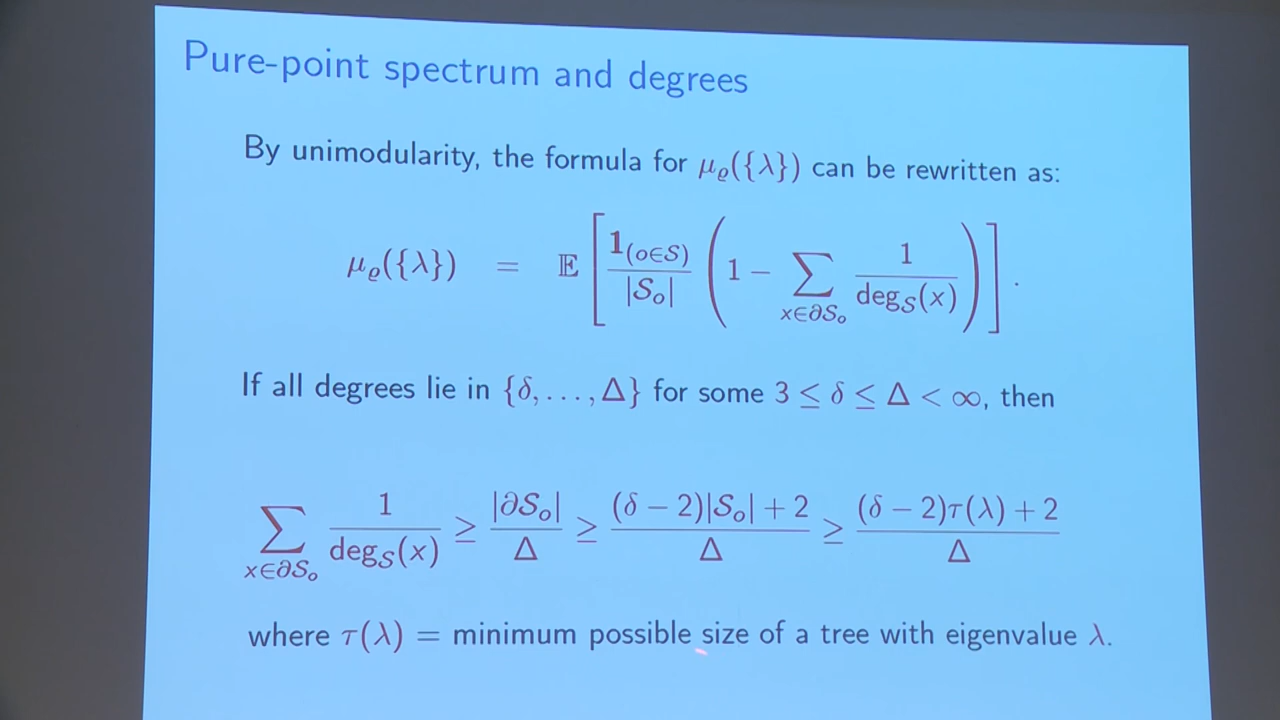 Pure-point spectrum and degrees
By unimodularity, the formula for μ_ϱ({λ}) can be rewritten as:
μ_ϱ({λ}) = 𝔼 [ 𝟏_(o∈S) / |S_o| ( 1 − ∑_{x∈∂S_o} 1 / deg_S(x) ) ] .
If all degrees lie in {δ, . . . , Δ} for some 3 ≤ δ ≤ Δ < ∞, then
∑_{x∈∂S_o} 1 / deg_S(x) ≥ |∂S_o| / Δ ≥ (δ − 2)|S_o| + 2 / Δ ≥ (δ − 2)τ(λ) + 2 / Δ
where τ(λ) = minimum possible size of a tree with eigenvalue λ.